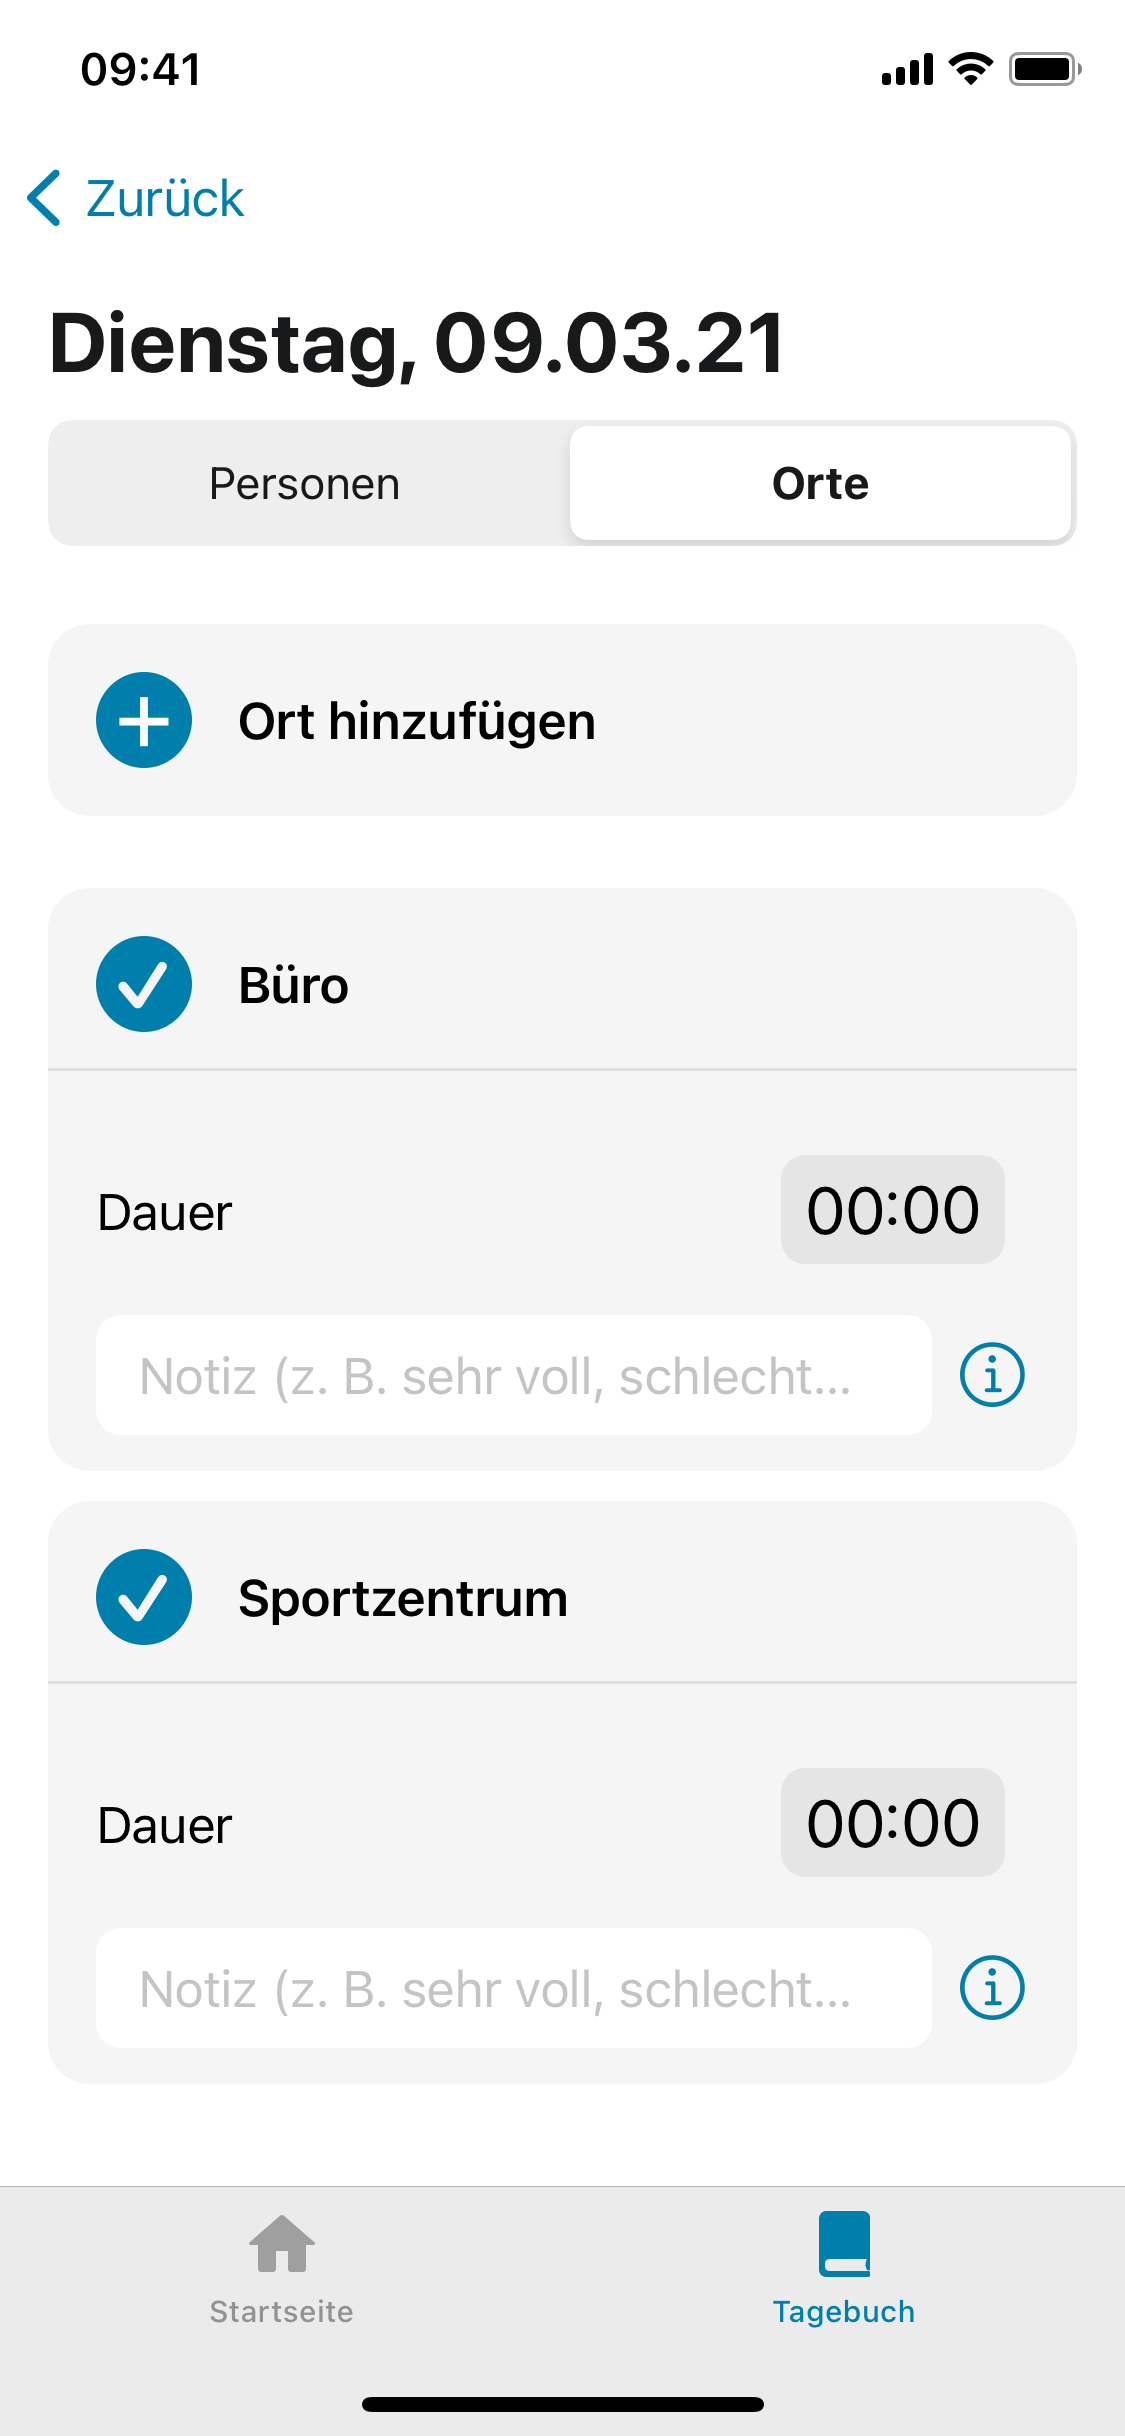 09:41
Zurück
Dienstag, 09.03.21
Personen
Orte
Ort hinzufügen
Büro
Dauer
00:00
Notiz (z. B. sehr voll, schlecht...
Sportzentrum
Dauer
00:00
Notiz (z. B. sehr voll, schlecht...
Startseite
Tagebuch